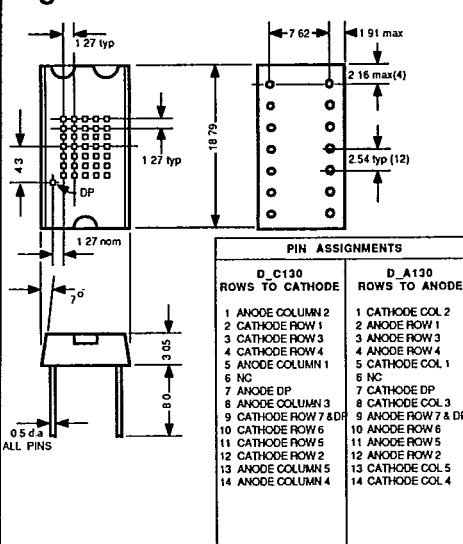 1 27 typ
7 62
1 91 max
2 16 max(4)
18 79
4 3
1 27 typ
2.54 typ (12)
DP
1 27 nom
7°
3 05
8 0
0 5 d.a
ALL PINS
PIN ASSIGNMENTS
D_C130
ROWS TO CATHODE
1 ANODE COLUMN 2
2 CATHODE ROW 1
3 CATHODE ROW 3
4 CATHODE ROW 4
5 ANODE COLUMN 1
6 NC
7 ANODE DP
8 ANODE COLUMN 3
9 CATHODE ROW 7 & DP
10 CATHODE ROW 6
11 CATHODE ROW 5
12 CATHODE ROW 2
13 ANODE COLUMN 5
14 ANODE COLUMN 4
D_A130
ROWS TO ANODE
1 CATHODE COL 2
2 ANODE ROW 1
3 ANODE ROW 3
4 ANODE ROW 4
5 CATHODE COL 1
6 NC
7 CATHODE DP
8 CATHODE COL 3
9 ANODE ROW 7 & DP
10 ANODE ROW 6
11 ANODE ROW 5
12 ANODE ROW 2
13 CATHODE COL 5
14 CATHODE COL 4